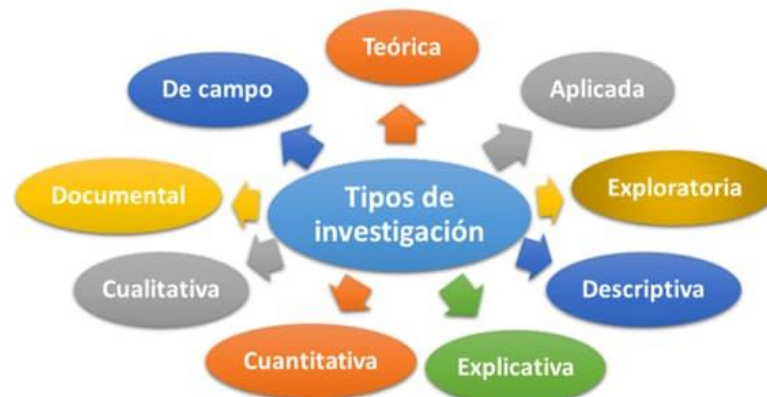 Teórica
De campo
Aplicada
Documental
Tipos de
investigación
Exploratoria
Cualitativa
Descriptiva
Cuantitativa
Explicativa